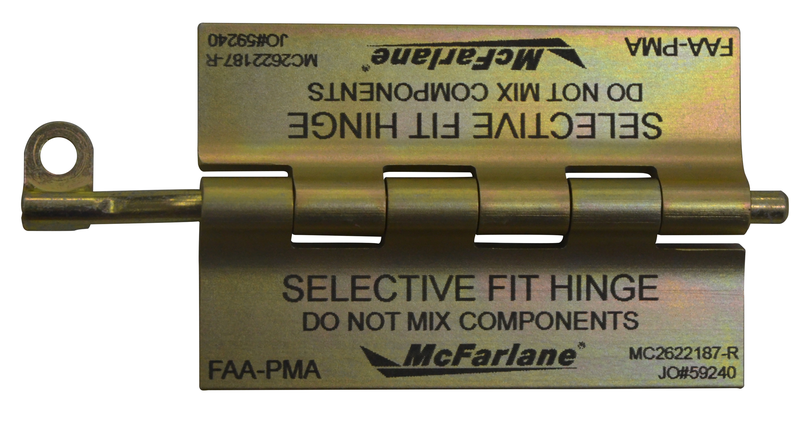 FAA-PMA
McFarlane®
MC2622187-R
JO#59240
DO NOT MIX COMPONENTS
SELECTIVE FIT HINGE
SELECTIVE FIT HINGE
DO NOT MIX COMPONENTS
McFarlane®
FAA-PMA
MC2622187-R
JO#59240